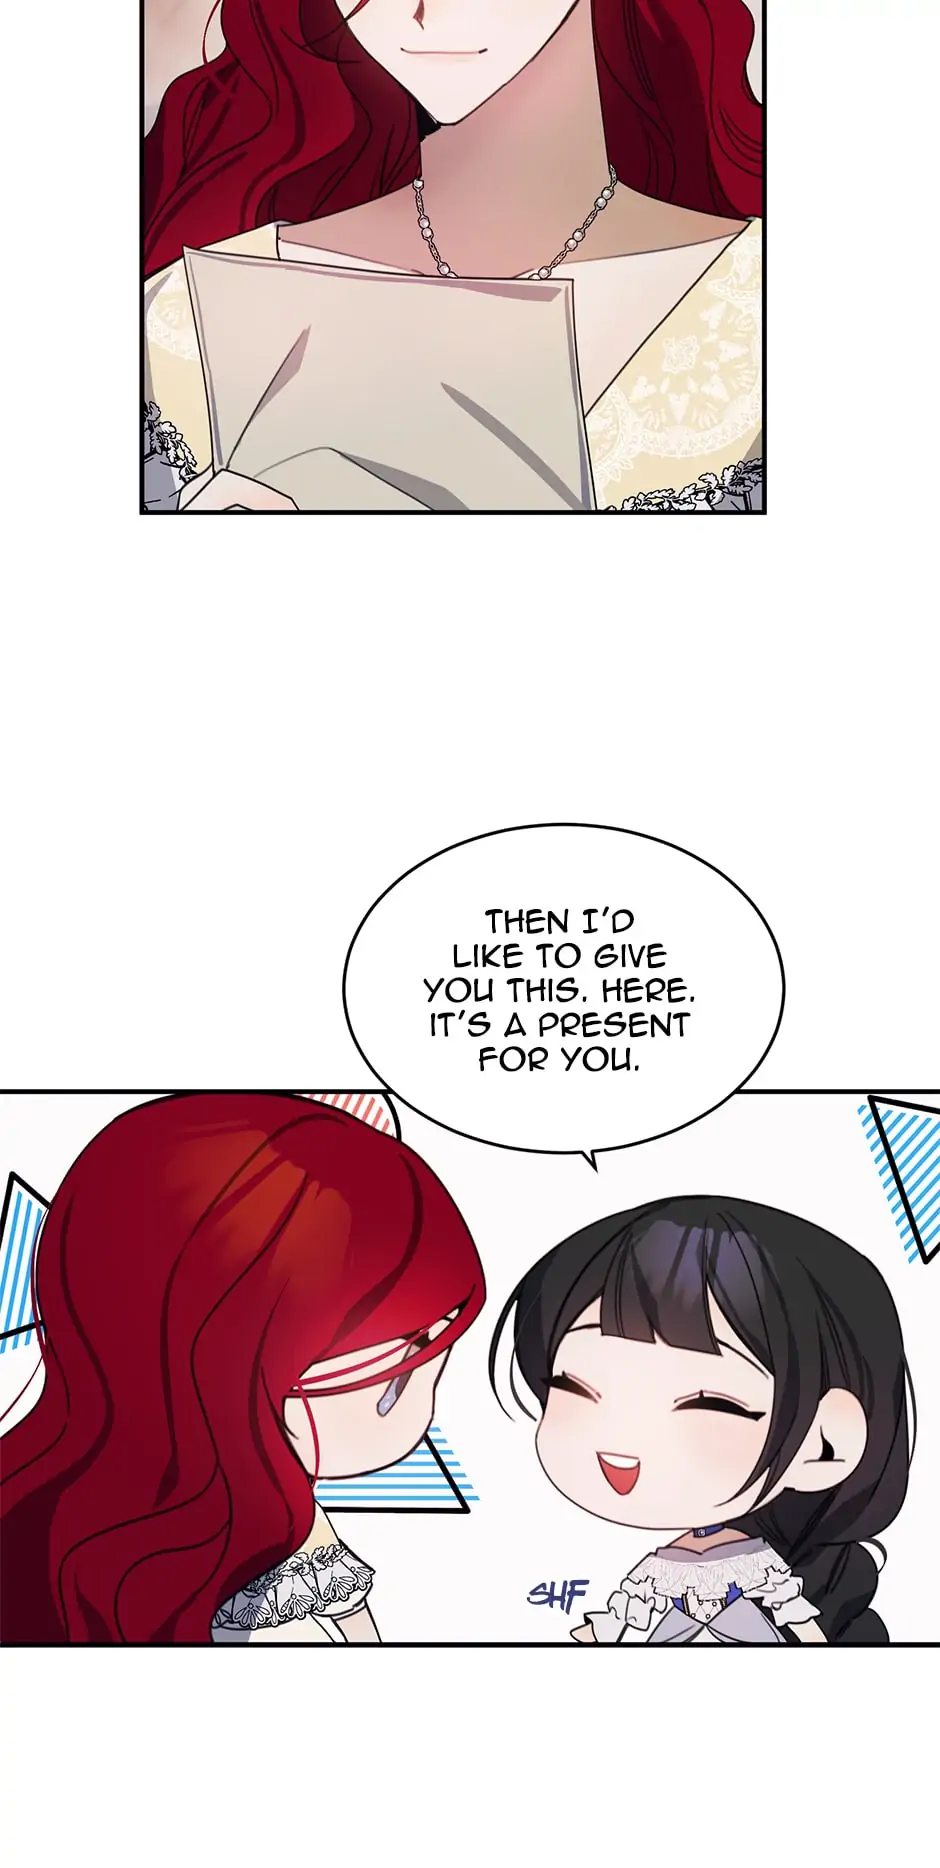 THEN I'D
LIKE TO GIVE
YOU THIS. HERE.
IT'S A PRESENT
FOR YOU.
SHF